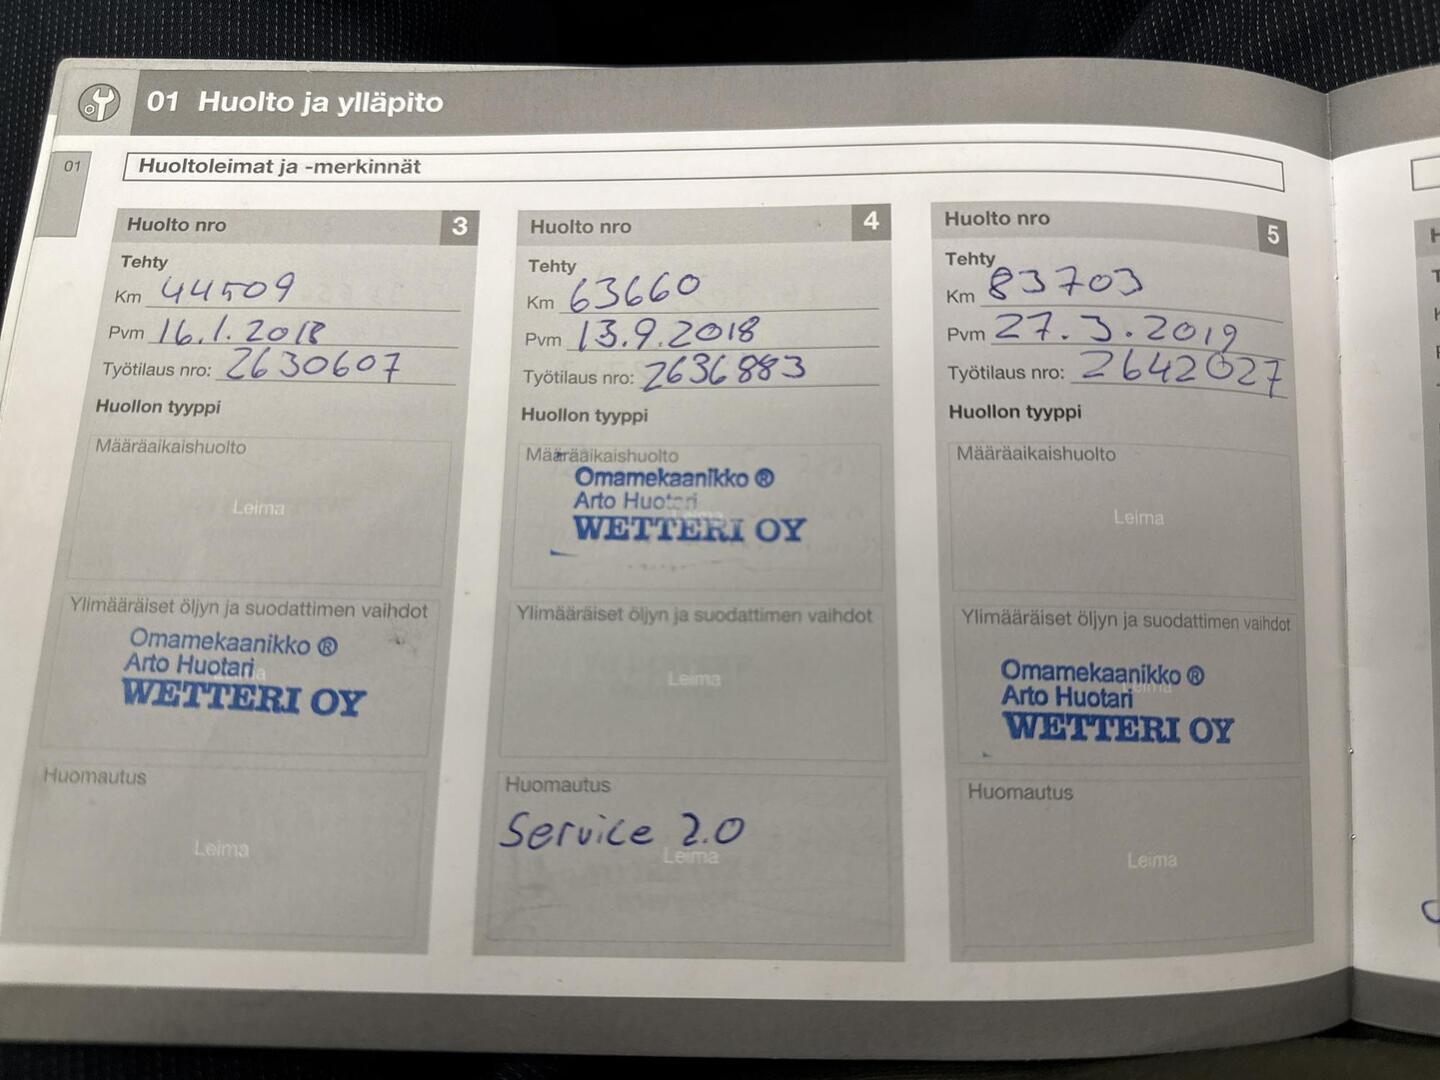 01 Huolto ja ylläpito
01
Huoltoleimat ja -merkinnät
Huolto nro 3
Tehty
Km 44509
Pvm 16.1.2018
Työtilaus nro: 2630607
Huollon tyyppi
Määräaikaishuolto
Leima
Ylimääräiset öljyn ja suodattimen vaihdot
Omamekaanikko ®
Arto Huotari
WETTERI OY
Huomautus
Leima
Huolto nro 4
Tehty
Km 63660
Pvm 13.9.2018
Työtilaus nro: 2636883
Huollon tyyppi
Määräaikaishuolto
Omamekaanikko ®
Arto Huotari
WETTERI OY
Ylimääräiset öljyn ja suodattimen vaihdot
Leima
Huomautus
Service 2.0
Leima
Huolto nro 5
Tehty
Km 83703
Pvm 27.3.2019
Työtilaus nro: 2642027
Huollon tyyppi
Määräaikaishuolto
Leima
Ylimääräiset öljyn ja suodattimen vaihdot
Omamekaanikko ®
Arto Huotari
WETTERI OY
Huomautus
Leima